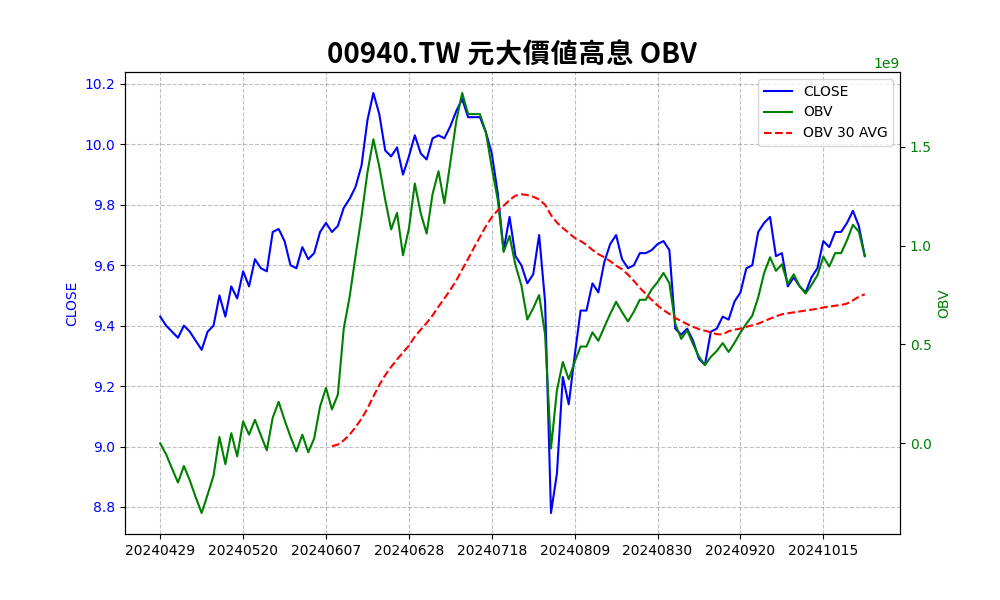 00940.TW 元大價值高息 OBV
1e9
CLOSE
OBV
OBV 30 AVG
10.2
10.0
9.8
9.6
9.4
9.2
9.0
8.8
CLOSE
1.5
1.0
0.5
0.0
OBV
20240429 20240520 20240607 20240628 20240718 20240809 20240830 20240920 20241015